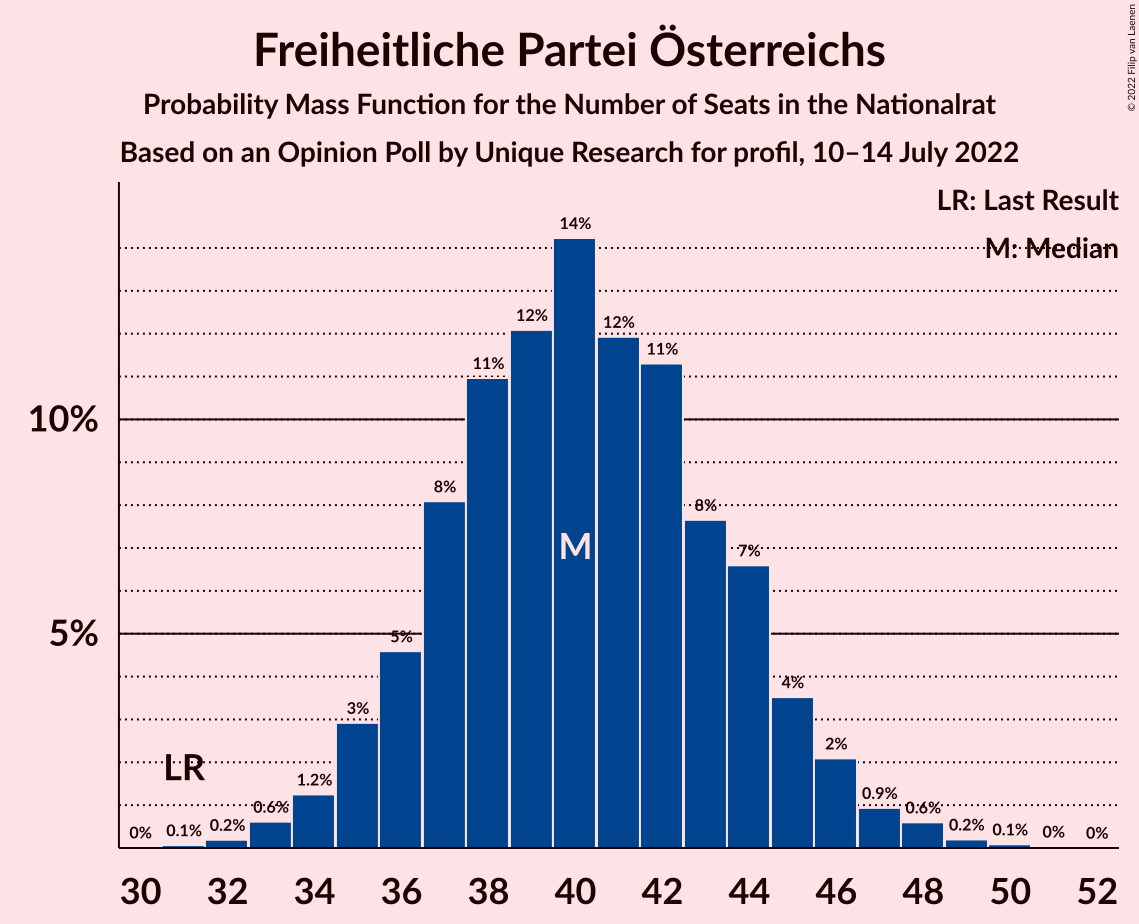 Freiheitliche Partei Österreichs
Probability Mass Function for the Number of Seats in the Nationalrat
Based on an Opinion Poll by Unique Research for profil, 10–14 July 2022
© 2022 Filip van Laenen
LR: Last Result
M: Median
10%
5%
0%
0.1%
0.2%
0.6%
1.2%
3%
5%
8%
11%
12%
14%
12%
11%
8%
7%
4%
2%
0.9%
0.6%
0.2%
0.1%
0%
0%
LR
M
30 32 34 36 38 40 42 44 46 48 50 52